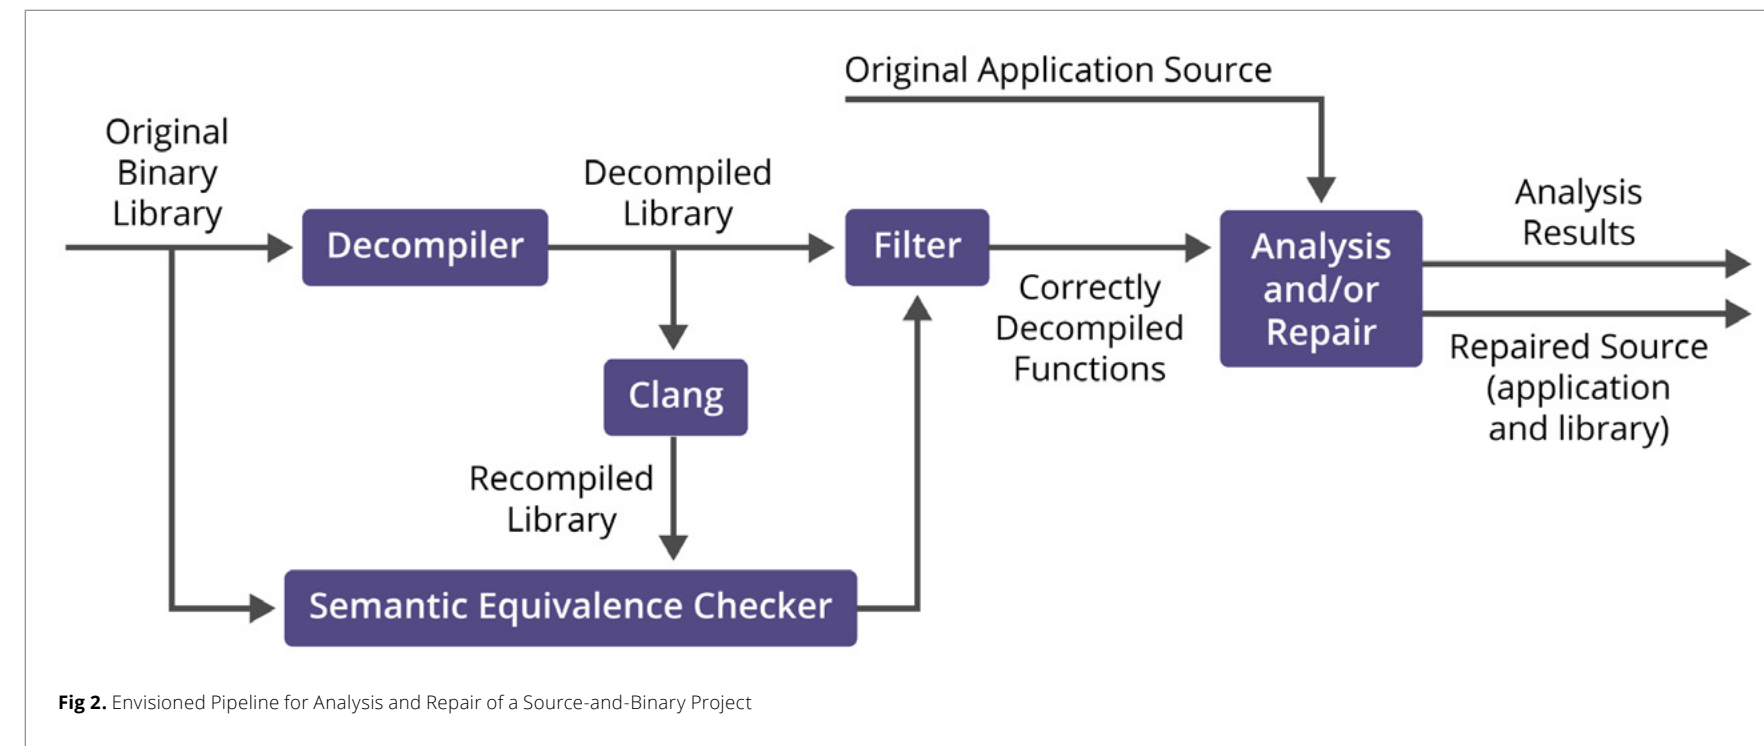 Original Application Source
Original
Binary
Library
Decompiled
Library
Analysis
Results
Decompiler
Filter
Analysis
and/or
Repair
Correctly
Decompiled
Functions
Clang
Repaired Source
(application
and library)
Recompiled
Library
Semantic Equivalence Checker
Fig 2. Envisioned Pipeline for Analysis and Repair of a Source-and-Binary Project